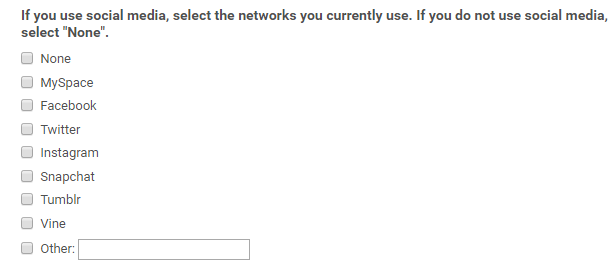 If you use social media, select the networks you currently use. If you do not use social media,
select "None".
None
MySpace
Facebook
Twitter
Instagram
Snapchat
Tumblr
Vine
Other: